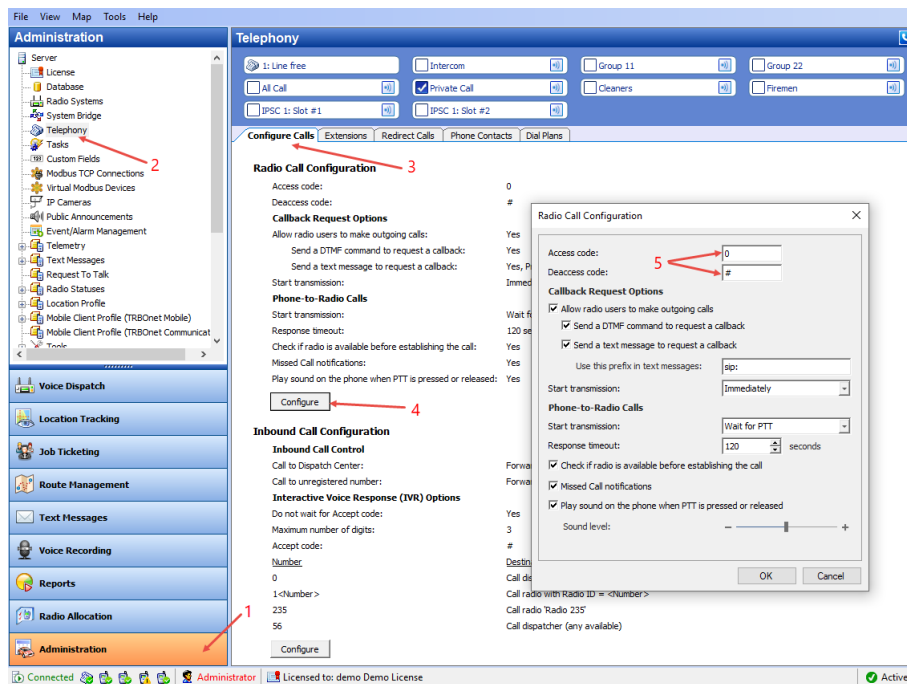 File View Map Tools Help
Administration
Server
License
Database
Radio Systems
System Bridge
Telephony
Tasks
Custom Fields
Modbus TCP Connections
Virtual Modbus Devices
IP Cameras
Public Announcements
Event/Alarm Management
Telemetry
Text Messages
Request To Talk
Radio Statuses
Location Profile
Mobile Client Profile (TRBOnet Mobile)
Mobile Client Profile (TRBOnet Communicat
Tools
2
Voice Dispatch
Location Tracking
Job Ticketing
Route Management
Text Messages
Voice Recording
Reports
Radio Allocation
Administration
1
Telephony
1: Line free Intercom Group 11 Group 22
All Call Private Call Cleaners Firemen
IPSC 1: Slot #1 IPSC 1: Slot #2
Configure Calls Extensions Redirect Calls Phone Contacts Dial Plans
3
Radio Call Configuration
Access code: 0
Deaccess code: #
Callback Request Options
Allow radio users to make outgoing calls: Yes
Send a DTMF command to request a callback: Yes
Send a text message to request a callback: Yes, P
Start transmission: Immed
Phone-to-Radio Calls
Start transmission: Wait f
Response timeout: 120 se
Check if radio is available before establishing the call: Yes
Missed Call notifications: Yes
Play sound on the phone when PTT is pressed or released: Yes
Configure
4
Inbound Call Configuration
Inbound Call Control
Call to Dispatch Center: Forwa
Call to unregistered number: Forwa
Interactive Voice Response (IVR) Options
Do not wait for Accept code: Yes
Maximum number of digits: 3
Accept code: #
Number Destin
0 Call dis
1<Number> Call radio with Radio ID = <Number>
235 Call radio 'Radio 235'
56 Call dispatcher (any available)
Configure
Radio Call Configuration
Access code: 0
5
Deaccess code: #
Callback Request Options
Allow radio users to make outgoing calls
Send a DTMF command to request a callback
Send a text message to request a callback
Use this prefix in text messages: sip:
Start transmission: Immediately
Phone-to-Radio Calls
Start transmission: Wait for PTT
Response timeout: 120 seconds
Check if radio is available before establishing the call
Missed Call notifications
Play sound on the phone when PTT is pressed or released
Sound level: − +
OK Cancel
Connected Administrator Licensed to: demo Demo License Active